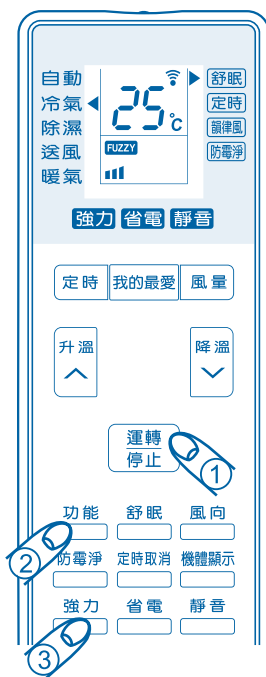 自動
冷氣
除濕
送風
暖氣
25°c
FUZZY
舒眠
定時
韻律風
防霉淨
強力 省電 靜音
定時 我的最愛 風量
升溫 降溫
運轉
停止
①
功能 舒眠 風向
②
防霉淨 定時取消 機體顯示
強力 省電 靜音
③